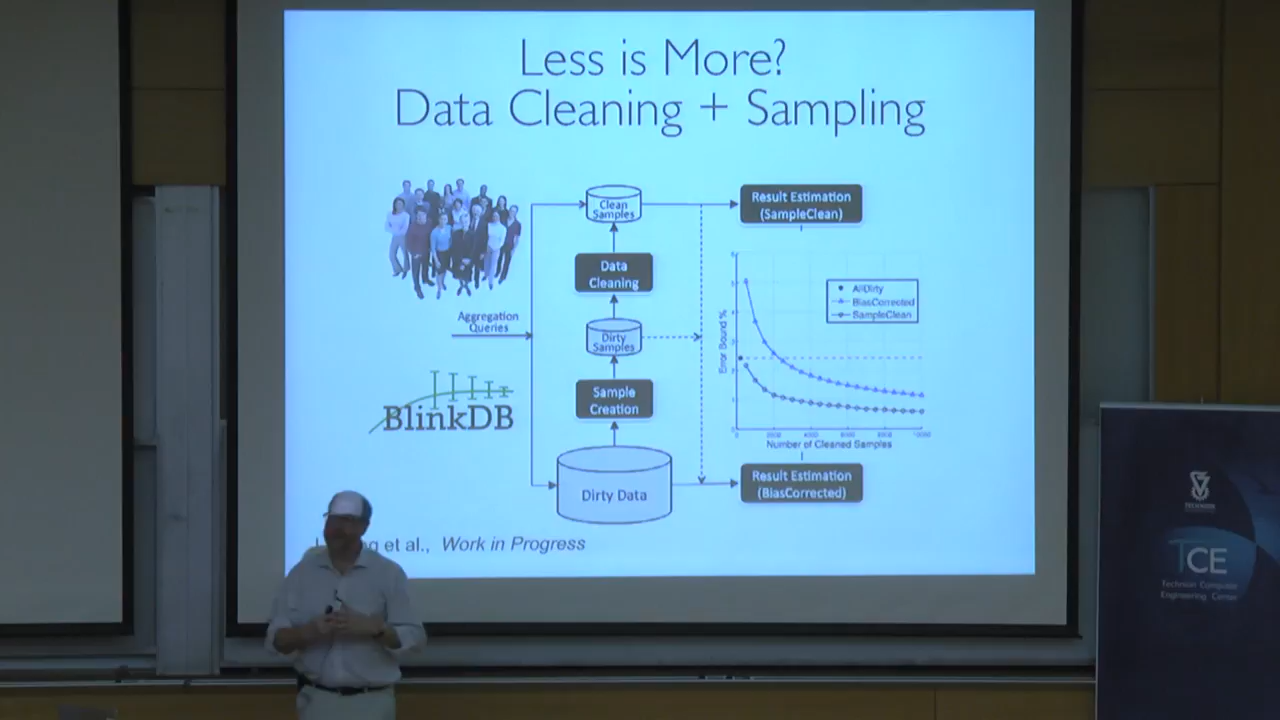 Less is More?
Data Cleaning + Sampling
Clean
Samples
Result Estimation
(SampleClean)
Data
Cleaning
Aggregation
Queries
Dirty
Samples
AllDirty
BiasCorrected
SampleClean
Error Bound %
Sample
Creation
BlinkDB
Number of Cleaned Samples
Dirty Data
Result Estimation
(BiasCorrected)
et al., Work in Progress
TECHNION
TCE
Technion Computer
Engineering Center